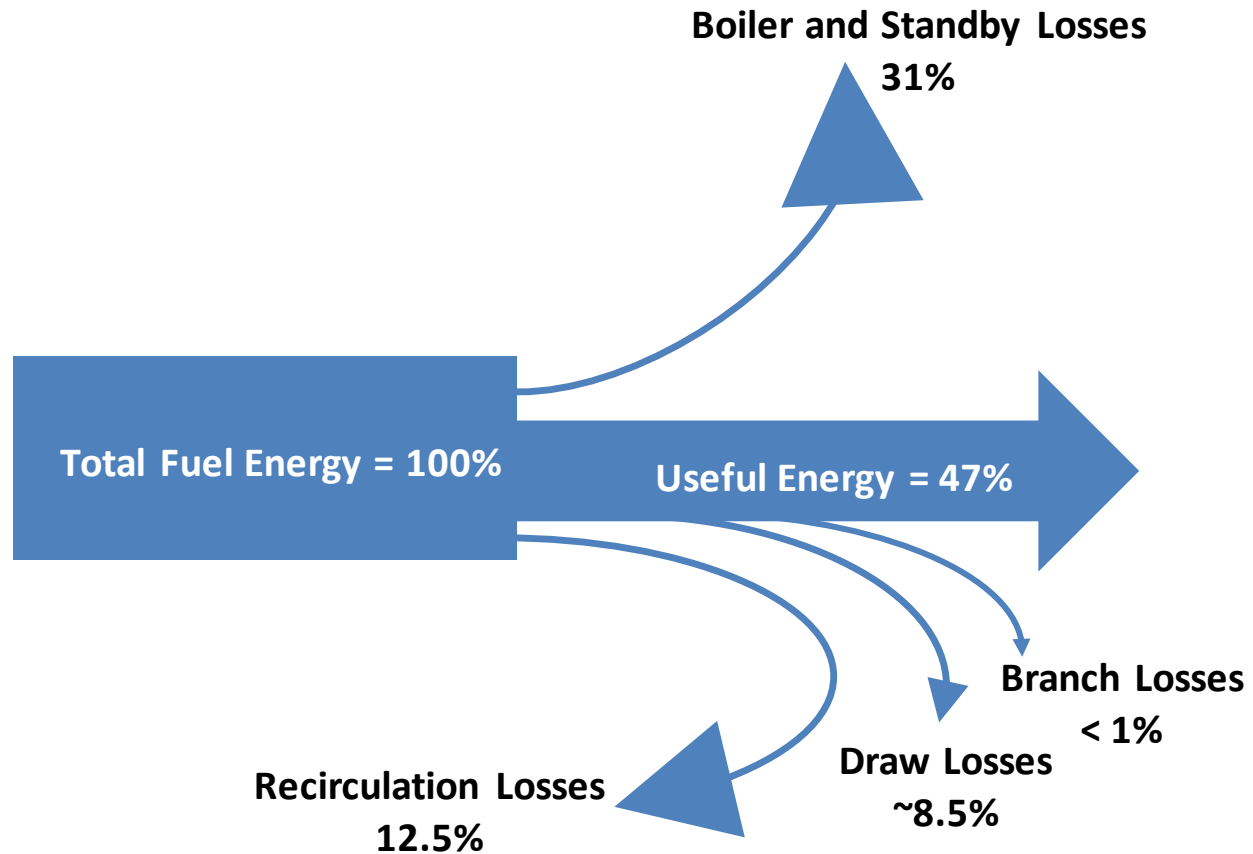 Boiler and Standby Losses
31%
Total Fuel Energy = 100%
Useful Energy = 47%
Branch Losses
< 1%
Draw Losses
~8.5%
Recirculation Losses
12.5%